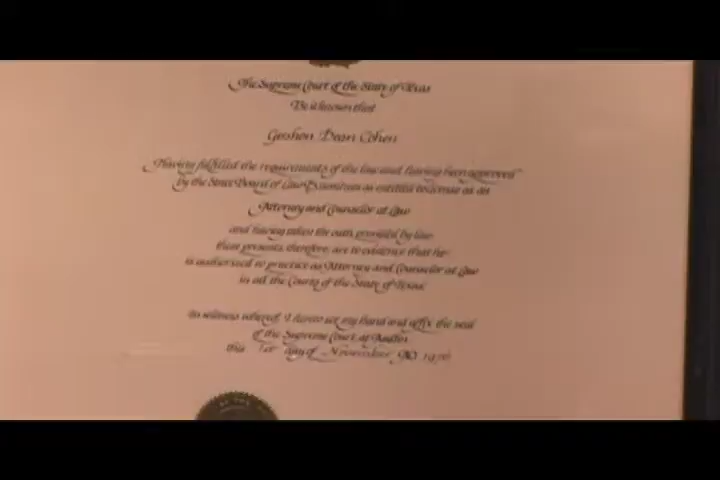 The Supreme Court of the State of Texas
Be it known that
Gershon Dean Cohen
Having fulfilled the requirements of the law and having been approved
by the State Board of Law Examiners as entitled to license as an
Attorney and Counselor at Law
and having taken the oath provided by law
these presents, therefore, are to evidence that he
is authorized to practice as Attorney and Counselor at Law
in all the Courts of the State of Texas
In witness whereof, I hereto set my hand and affix the seal
of the Supreme Court at Austin
this 1st day of November, AD 1976
OF THE